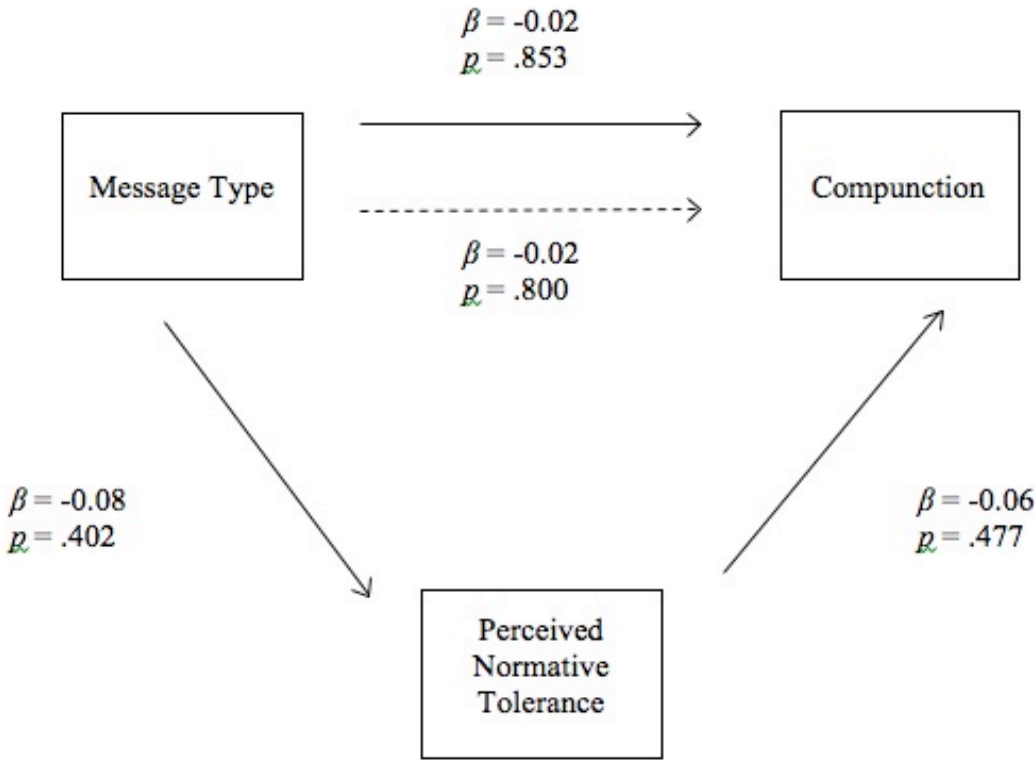 β = -0.02
p = .853
Message Type
Compunction
β = -0.02
p = .800
β = -0.08
p = .402
β = -0.06
p = .477
Perceived
Normative
Tolerance